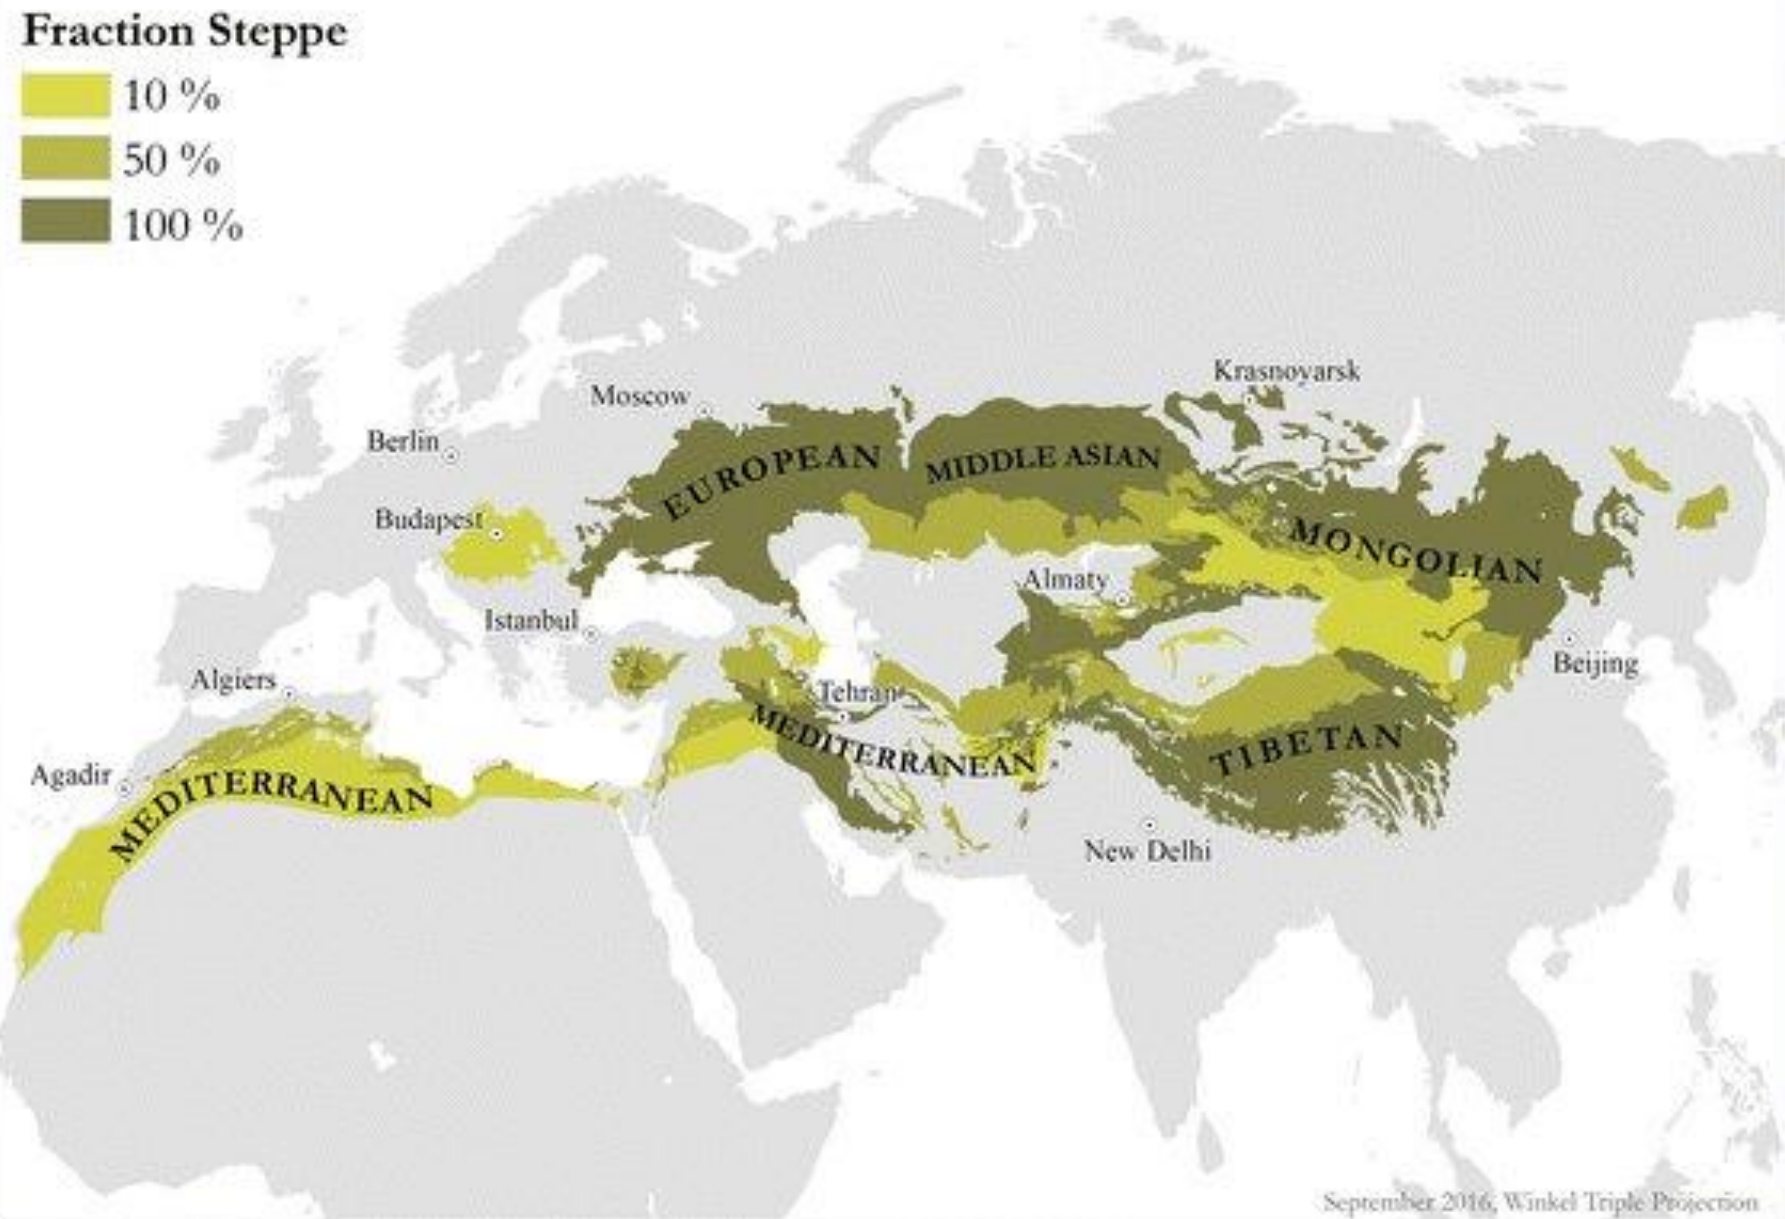 Fraction Steppe
10 %
50 %
100 %
Krasnoyarsk
Moscow
Berlin
EUROPEAN
MIDDLE ASIAN
Budapest
MONGOLIAN
Almaty
Istanbul
Beijing
Algiers
Tehran
MEDITERRANEAN
TIBETAN
Agadir
MEDITERRANEAN
New Delhi
September 2016, Winkel Triple Projection